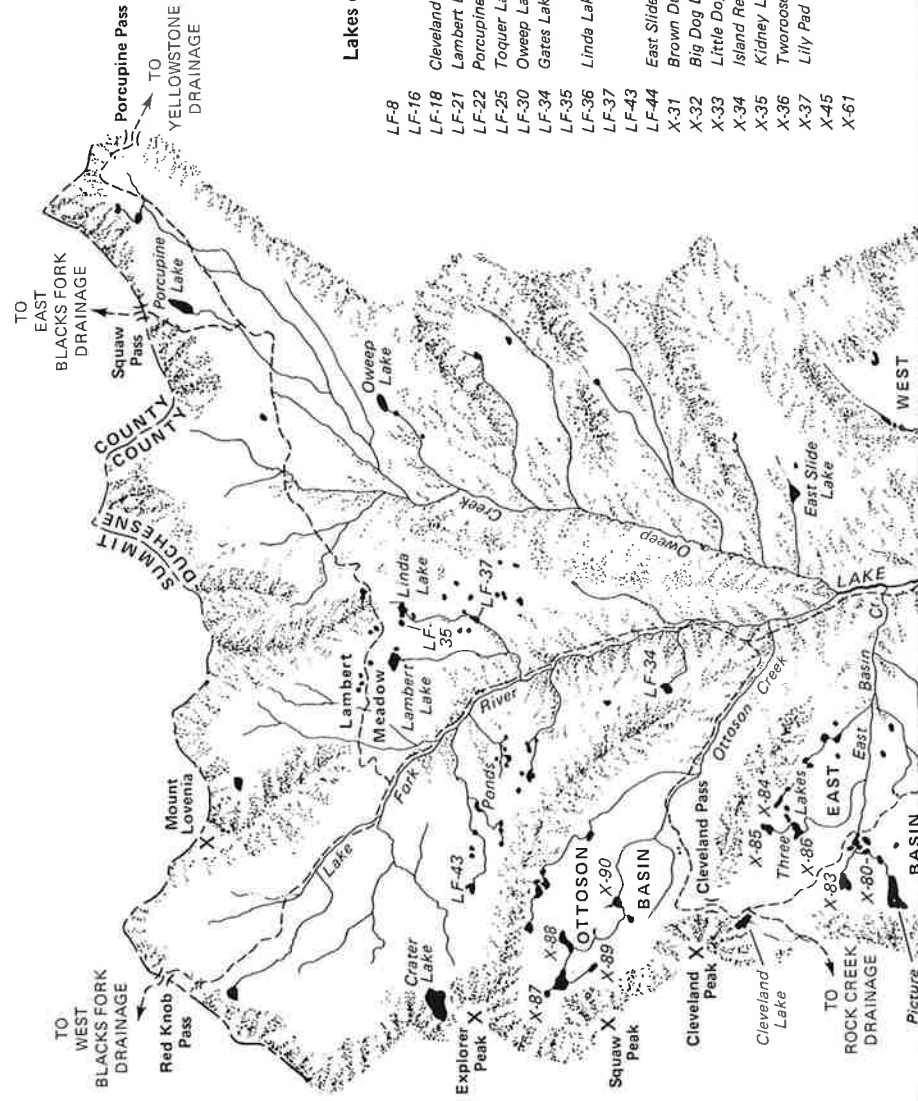 TO
WEST
BLACKS FORK
DRAINAGE
Red Knob
Pass
Mount
Lovenia
SUMMIT COUNTY
DUCHESNE COUNTY
TO
EAST
BLACKS FORK
DRAINAGE
Squaw
Pass
Porcupine
Lake
Porcupine Pass
TO
YELLOWSTONE
DRAINAGE
Explorer
Peak
Crater
Lake
Lake Fork River
LF-43
Ponds
Lambert
Meadow
Lambert
Lake
Linda
Lake
LF-
35
LF-37
Oweep Creek
Oweep
Lake
Squaw
Peak
X-87
X-88
X-89
X-90
OTTOSON
BASIN
LF-34
Ottoson Creek
Cleveland
Peak
Cleveland Pass
Cleveland
Lake
TO
ROCK CREEK
DRAINAGE
X-85
X-84
Three Lakes
X-86
X-83
X-80
EAST
BASIN
East Basin Cr.
LAKE
East Slide
Lake
WEST
Picture
Lakes
LF-8
LF-16
LF-18 Cleveland
LF-21 Lambert
LF-22 Porcupine
LF-25 Toquer La
LF-30 Oweep La
LF-34 Gates Lak
LF-35
LF-36 Linda Lak
LF-37
LF-43
LF-44 East Slide
X-31 Brown Du
X-32 Big Dog
X-33 Little Do
X-34 Island Re
X-35 Kidney L
X-36 Tworoose
X-37 Lily Pad
X-45
X-61